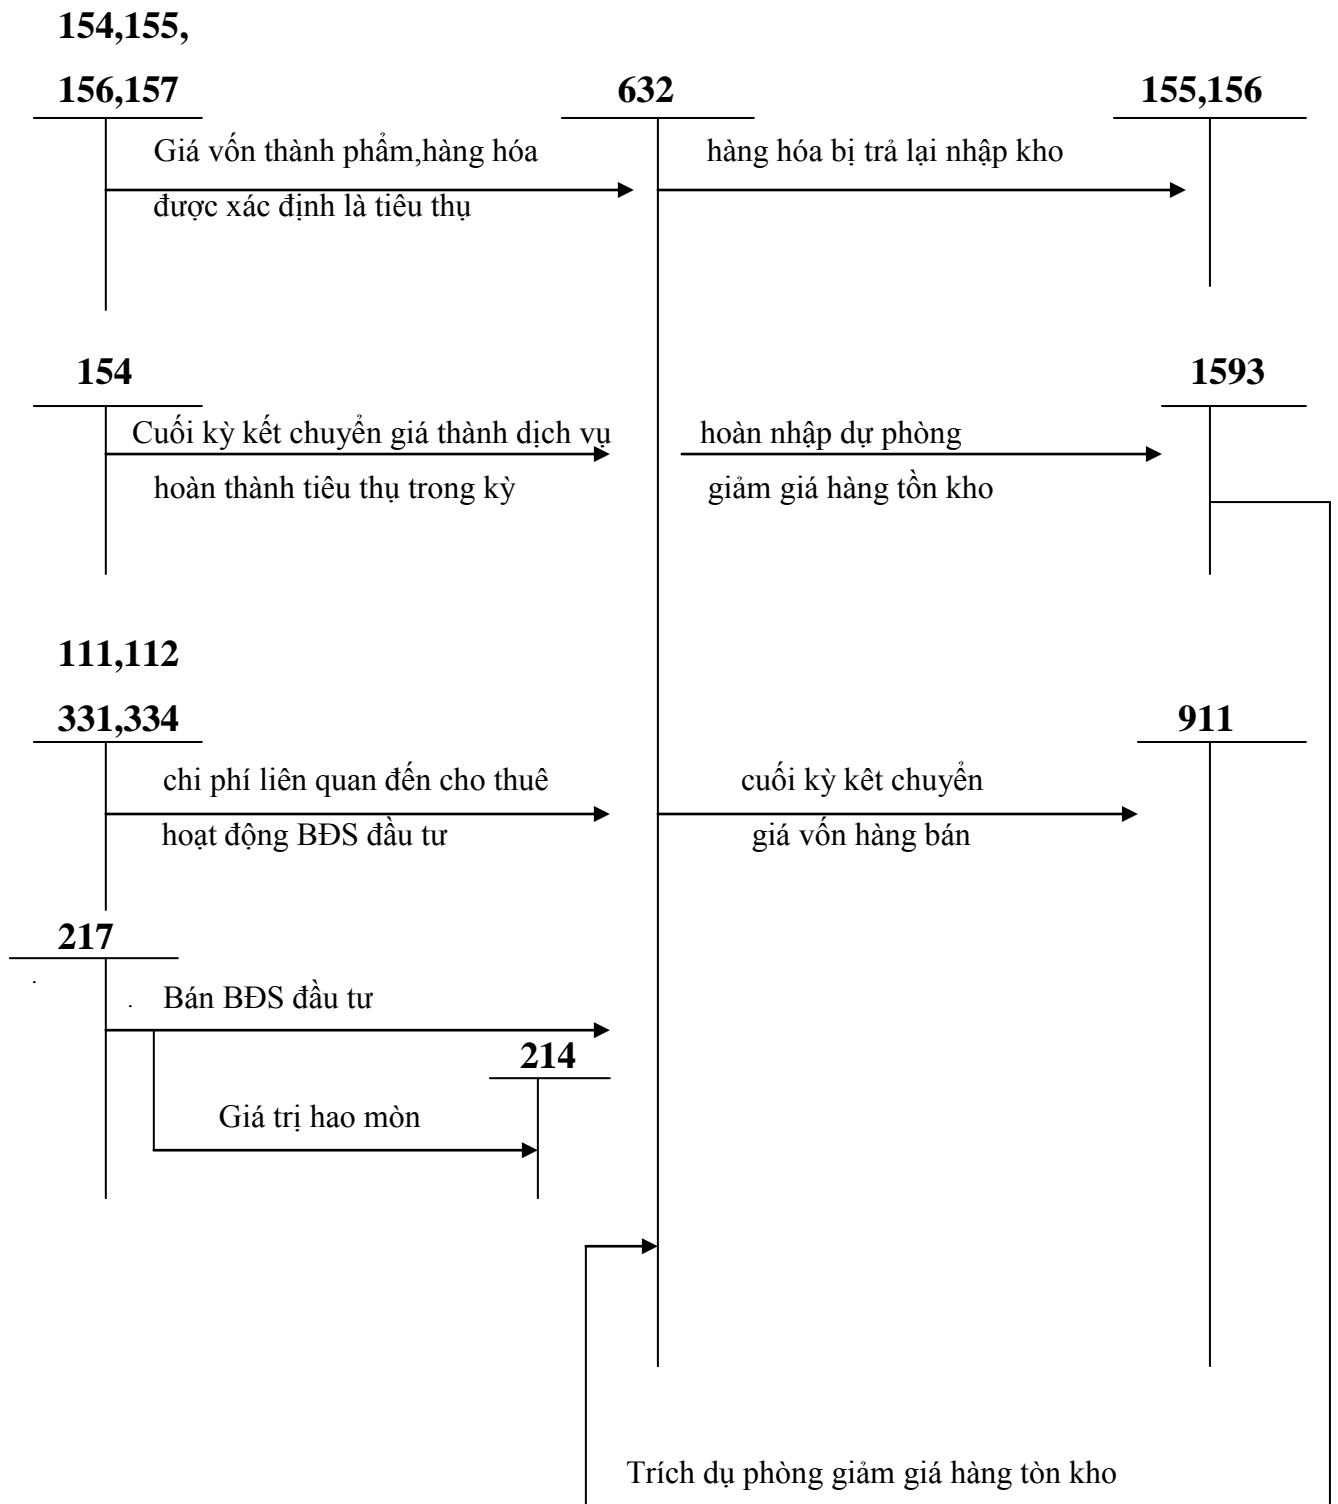 154,155,
156,157
632
155,156
Giá vốn thành phẩm,hàng hóa
được xác định là tiêu thụ
hàng hóa bị trả lại nhập kho
154
1593
Cuối kỳ kết chuyển giá thành dịch vụ
hoàn thành tiêu thụ trong kỳ
hoàn nhập dự phòng
giảm giá hàng tồn kho
111,112
331,334
911
chi phí liên quan đến cho thuê
hoạt động BĐS đầu tư
cuối kỳ kêt chuyển
giá vốn hàng bán
217
Bán BĐS đầu tư
214
Giá trị hao mòn
Trích dụ phòng giảm giá hàng tòn kho